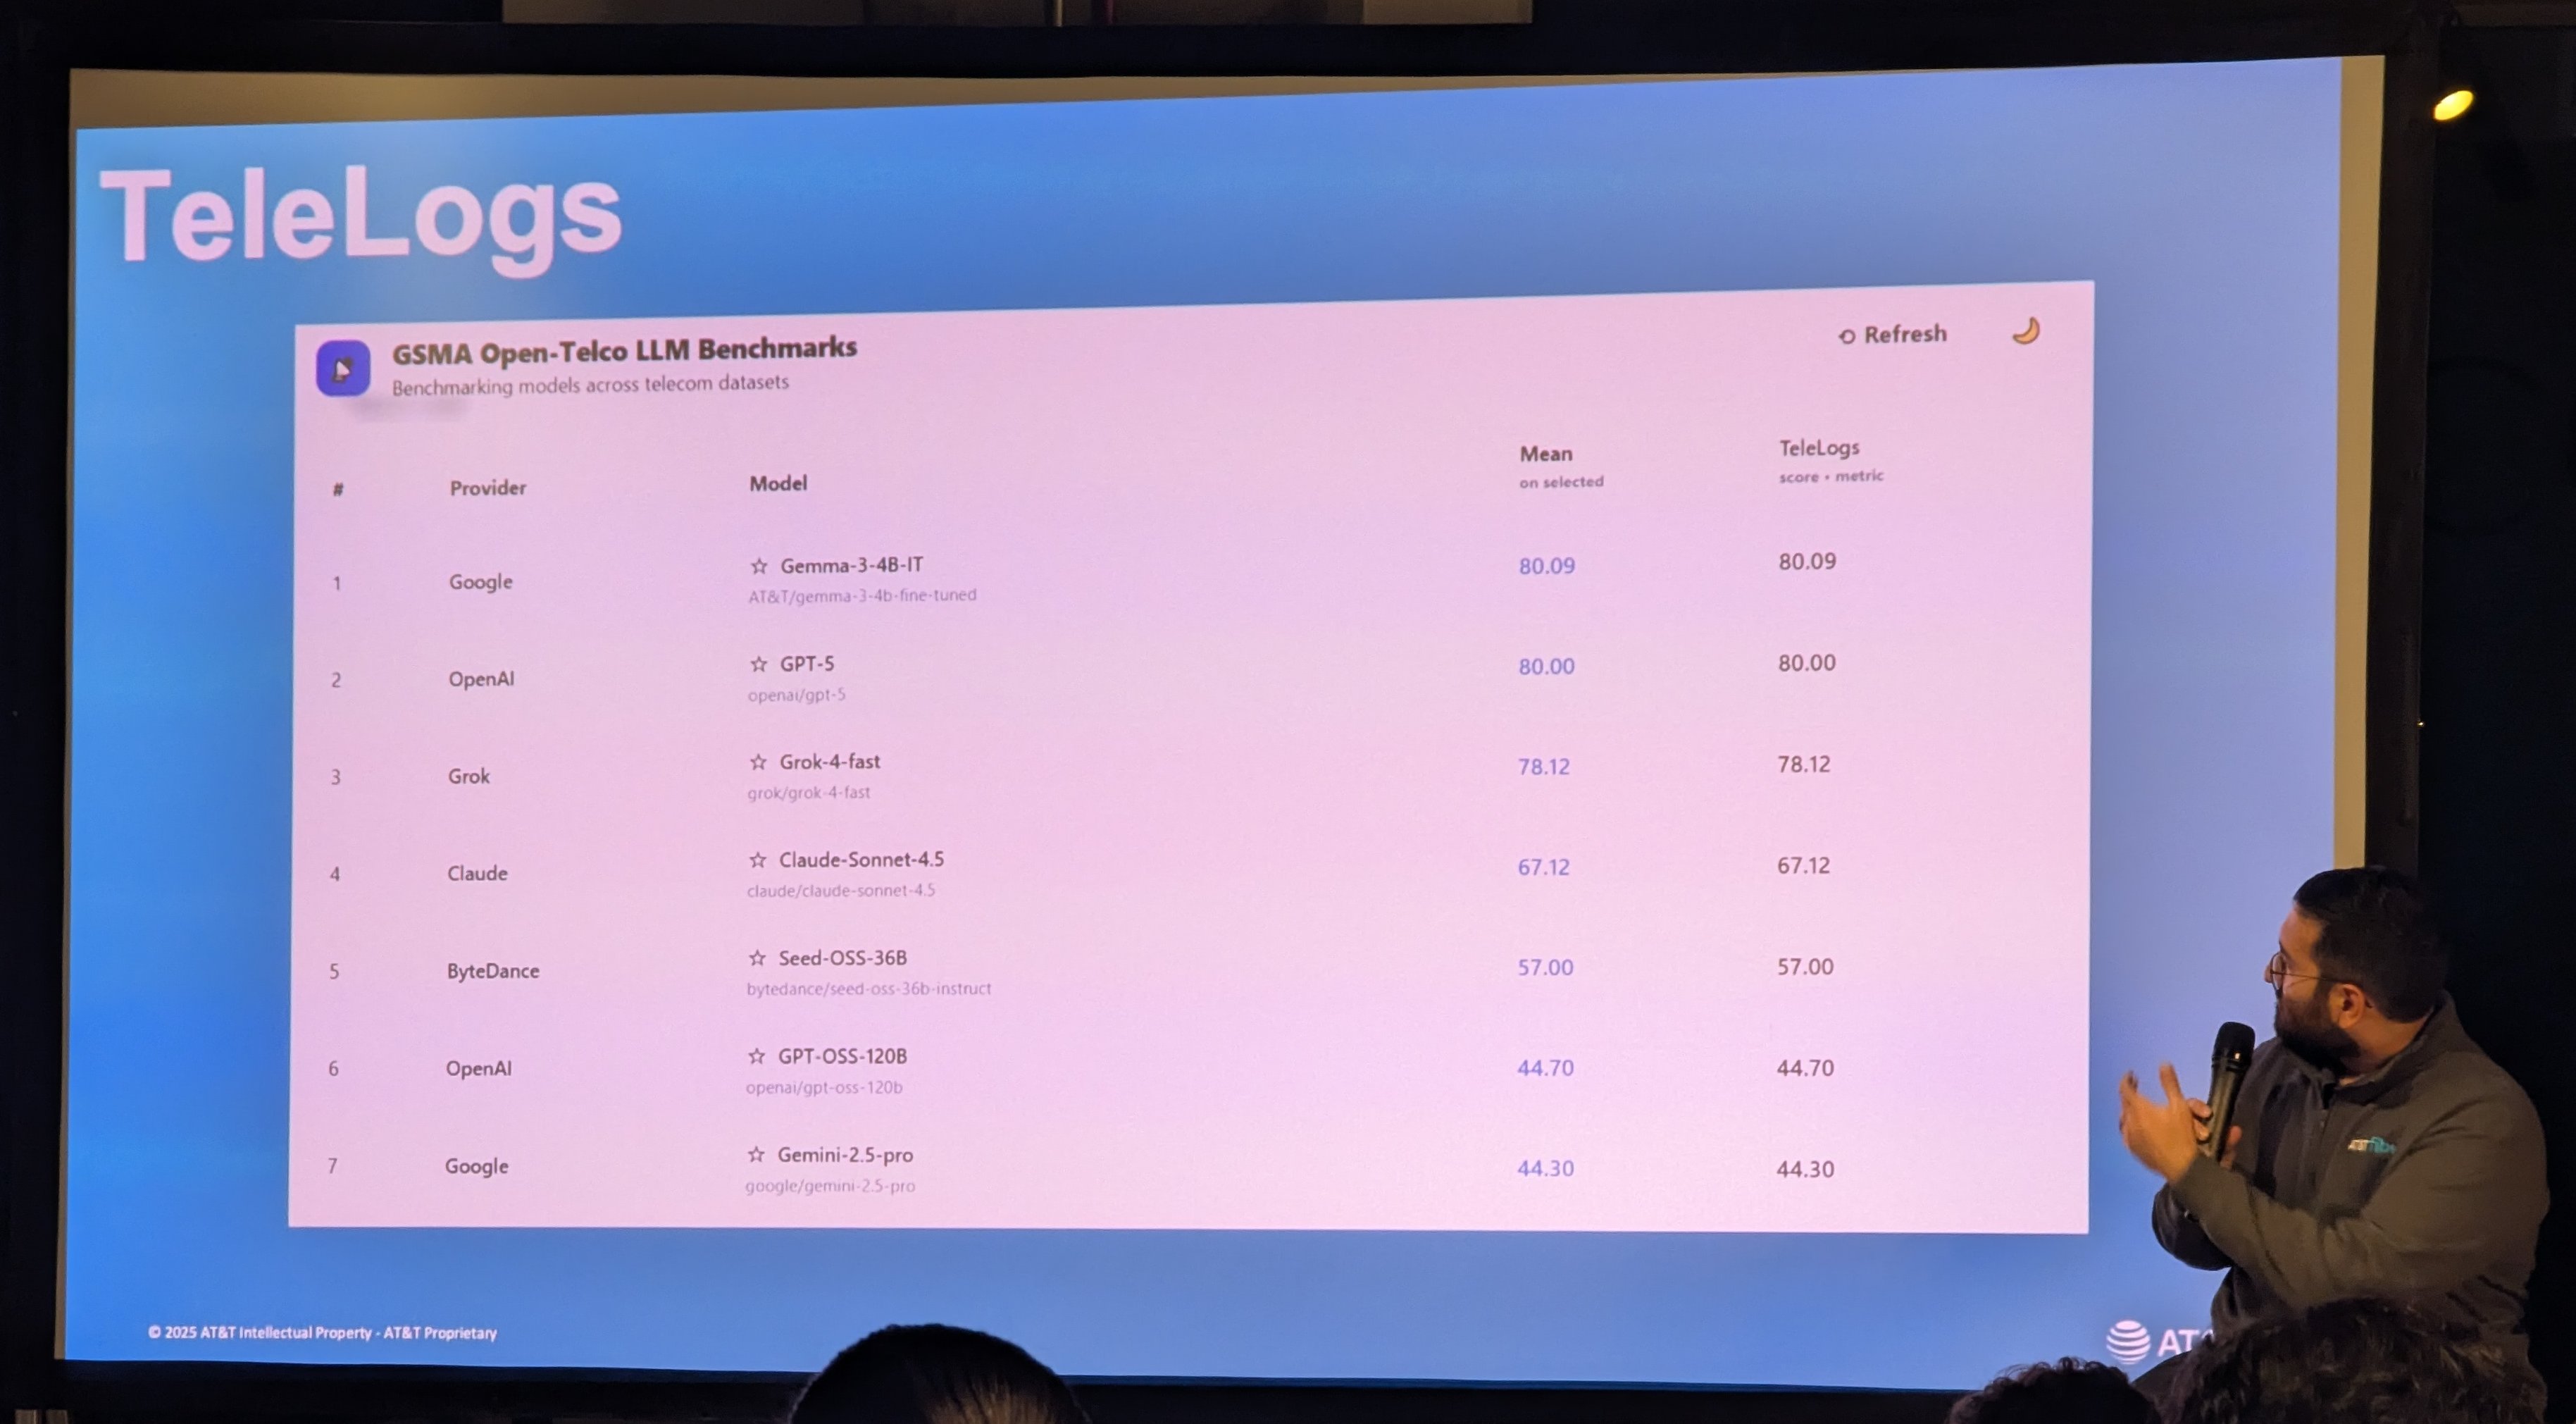 TeleLogs
GSMA Open-Telco LLM Benchmarks
Benchmarking models across telecom datasets
Refresh
# Provider Model Mean on selected TeleLogs score • metric
1 Google Gemma-3-4B-IT 80.09 80.09
AT&T/gemma-3-4b-fine-tuned
2 OpenAI GPT-5 80.00 80.00
openai/gpt-5
3 Grok Grok-4-fast 78.12 78.12
grok/grok-4-fast
4 Claude Claude-Sonnet-4.5 67.12 67.12
claude/claude-sonnet-4.5
5 ByteDance Seed-OSS-36B 57.00 57.00
bytedance/seed-oss-36b-instruct
6 OpenAI GPT-OSS-120B 44.70 44.70
openai/gpt-oss-120b
7 Google Gemini-2.5-pro 44.30 44.30
google/gemini-2.5-pro
© 2025 AT&T Intellectual Property - AT&T Proprietary
AT